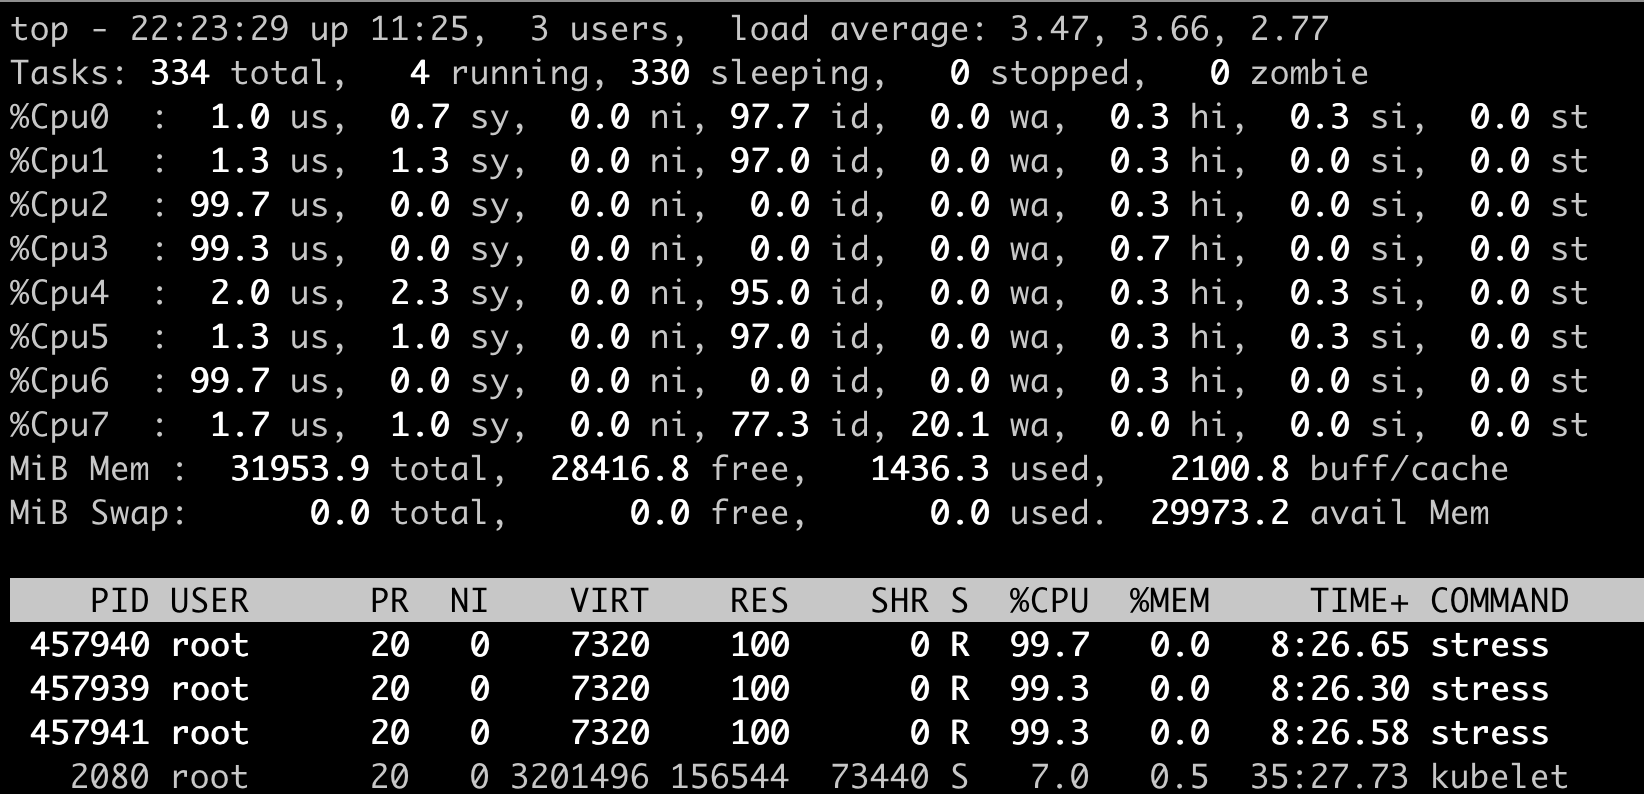 top - 22:23:29 up 11:25,  3 users,  load average: 3.47, 3.66, 2.77
Tasks: 334 total,   4 running, 330 sleeping,   0 stopped,   0 zombie
%Cpu0  :  1.0 us,  0.7 sy,  0.0 ni, 97.7 id,  0.0 wa,  0.3 hi,  0.3 si,  0.0 st
%Cpu1  :  1.3 us,  1.3 sy,  0.0 ni, 97.0 id,  0.0 wa,  0.3 hi,  0.0 si,  0.0 st
%Cpu2  : 99.7 us,  0.0 sy,  0.0 ni,  0.0 id,  0.0 wa,  0.3 hi,  0.0 si,  0.0 st
%Cpu3  : 99.3 us,  0.0 sy,  0.0 ni,  0.0 id,  0.0 wa,  0.7 hi,  0.0 si,  0.0 st
%Cpu4  :  2.0 us,  2.3 sy,  0.0 ni, 95.0 id,  0.0 wa,  0.3 hi,  0.3 si,  0.0 st
%Cpu5  :  1.3 us,  1.0 sy,  0.0 ni, 97.0 id,  0.0 wa,  0.3 hi,  0.3 si,  0.0 st
%Cpu6  : 99.7 us,  0.0 sy,  0.0 ni,  0.0 id,  0.0 wa,  0.3 hi,  0.0 si,  0.0 st
%Cpu7  :  1.7 us,  1.0 sy,  0.0 ni, 77.3 id, 20.1 wa,  0.0 hi,  0.0 si,  0.0 st
MiB Mem :  31953.9 total,  28416.8 free,   1436.3 used,   2100.8 buff/cache
MiB Swap:      0.0 total,      0.0 free,      0.0 used.  29973.2 avail Mem
    PID USER      PR  NI    VIRT    RES    SHR S  %CPU  %MEM     TIME+ COMMAND
 457940 root      20   0    7320    100      0 R  99.7   0.0   8:26.65 stress
 457939 root      20   0    7320    100      0 R  99.3   0.0   8:26.30 stress
 457941 root      20   0    7320    100      0 R  99.3   0.0   8:26.58 stress
   2080 root      20   0 3201496 156544  73440 S   7.0   0.5  35:27.73 kubelet